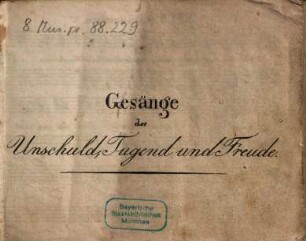 8 Mus.pr. 88.229
Gesänge
der
Unschuld, Tugend und Freude.
Bayerische
Staatsbibliothek
München